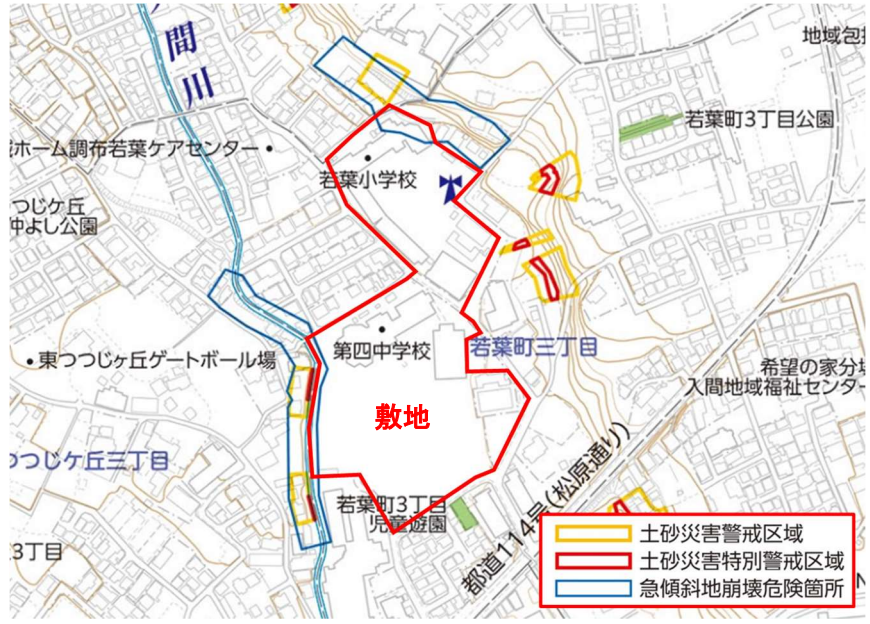 間
川
地域包
若葉町3丁目公園
ホーム調布若葉ケアセンター
若葉小学校
つつじケ丘
仲よし公園
第四中学校
若葉町三丁目
東つつじヶ丘ゲートボール場
希望の家分場
入間地域福祉センター
敷地
つつじケ丘三丁目
都道114号(松原通り)
若葉町3丁目
児童遊園
3丁目
土砂災害警戒区域
土砂災害特別警戒区域
急傾斜地崩壊危険箇所